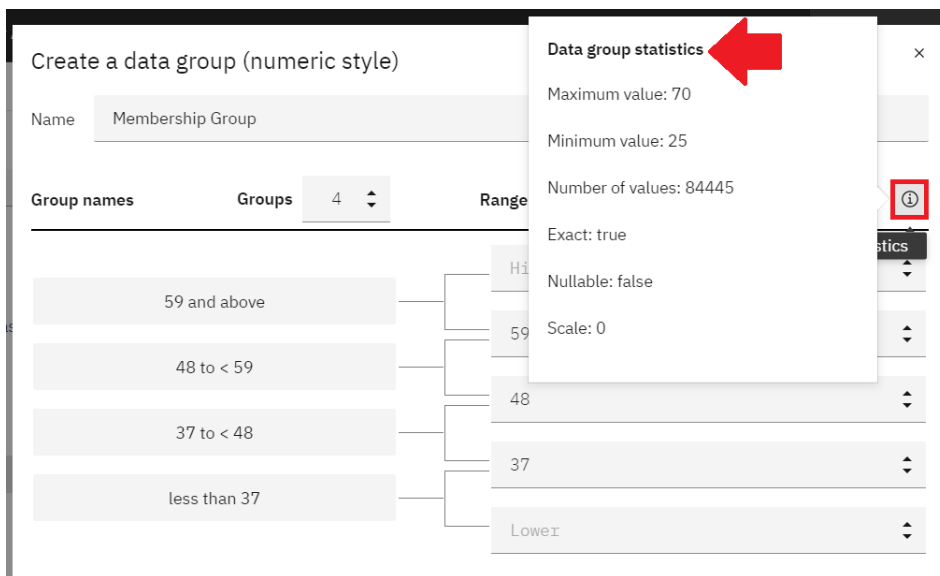 Create a data group (numeric style)
Name
Membership Group
Group names
Groups
4
Range
59 and above
48 to < 59
37 to < 48
less than 37
Hi
59
48
37
Lower
Data group statistics
Maximum value: 70
Minimum value: 25
Number of values: 84445
Exact: true
Nullable: false
Scale: 0
stics